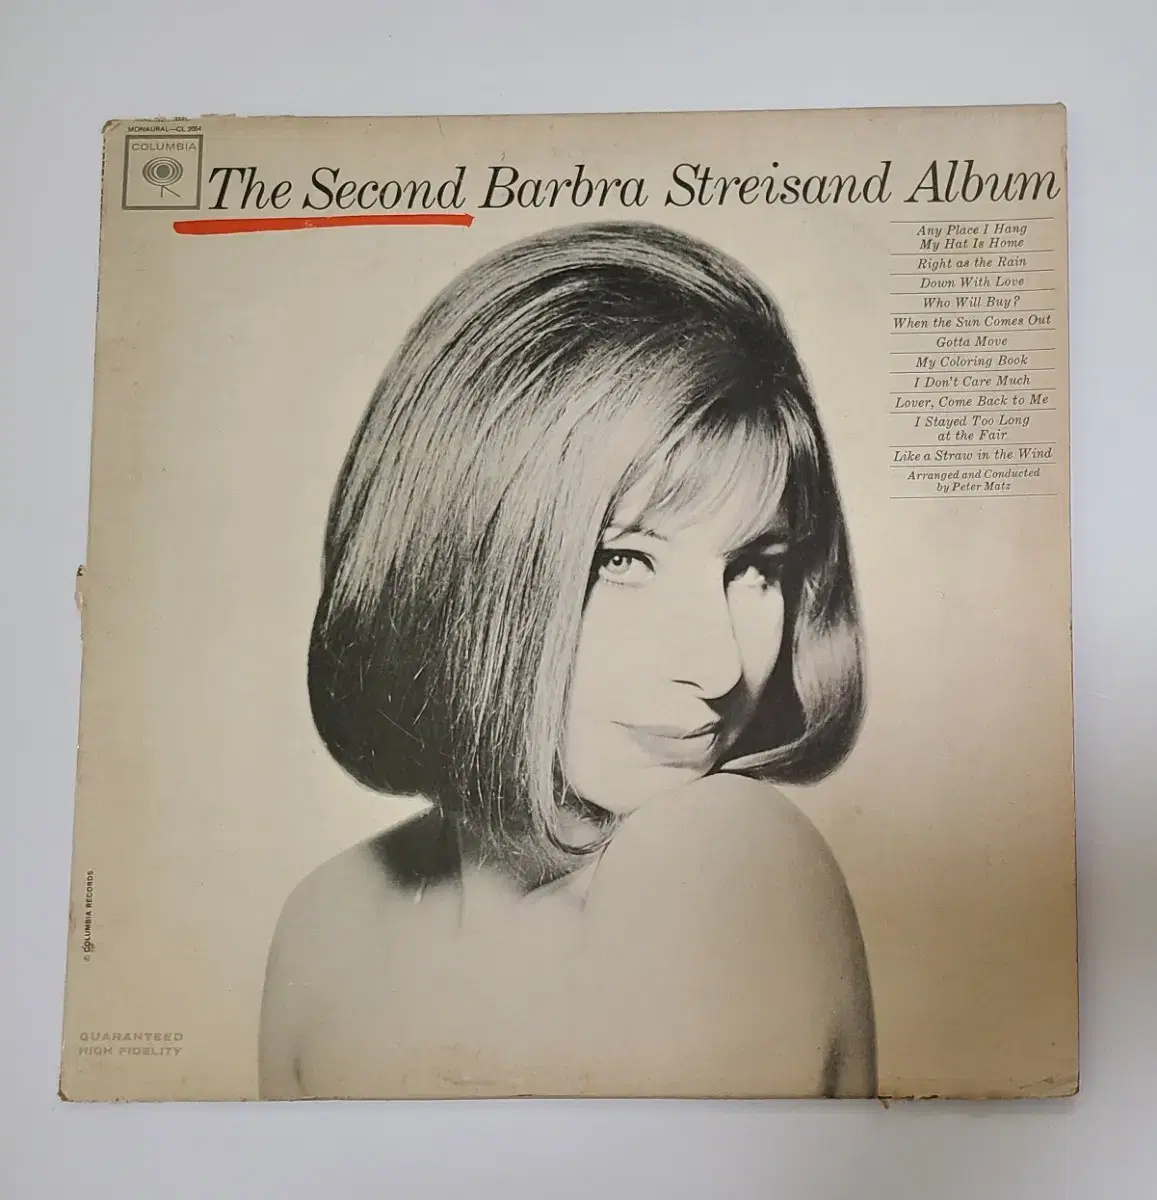 MONAURAL—CL 2054
COLUMBIA
The Second Barbra Streisand Album
Any Place I Hang
My Hat Is Home
Right as the Rain
Down With Love
Who Will Buy?
When the Sun Comes Out
Gotta Move
My Coloring Book
I Don't Care Much
Lover, Come Back to Me
I Stayed Too Long
at the Fair
Like a Straw in the Wind
Arranged and Conducted
by Peter Matz
© COLUMBIA RECORDS
GUARANTEED
HIGH FIDELITY